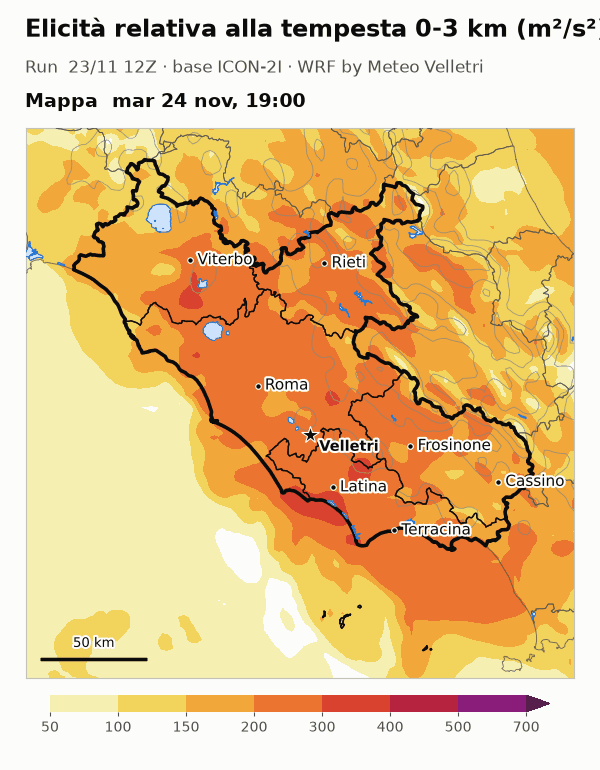 Elicità relativa alla tempesta 0-3 km (m²/s²)
Run  23/11 12Z · base ICON-2I · WRF by Meteo Velletri
Mappa  mar 24 nov, 19:00
Viterbo
Rieti
Roma
Velletri
Frosinone
Cassino
Latina
Terracina
50 km
50 100 150 200 300 400 500 700